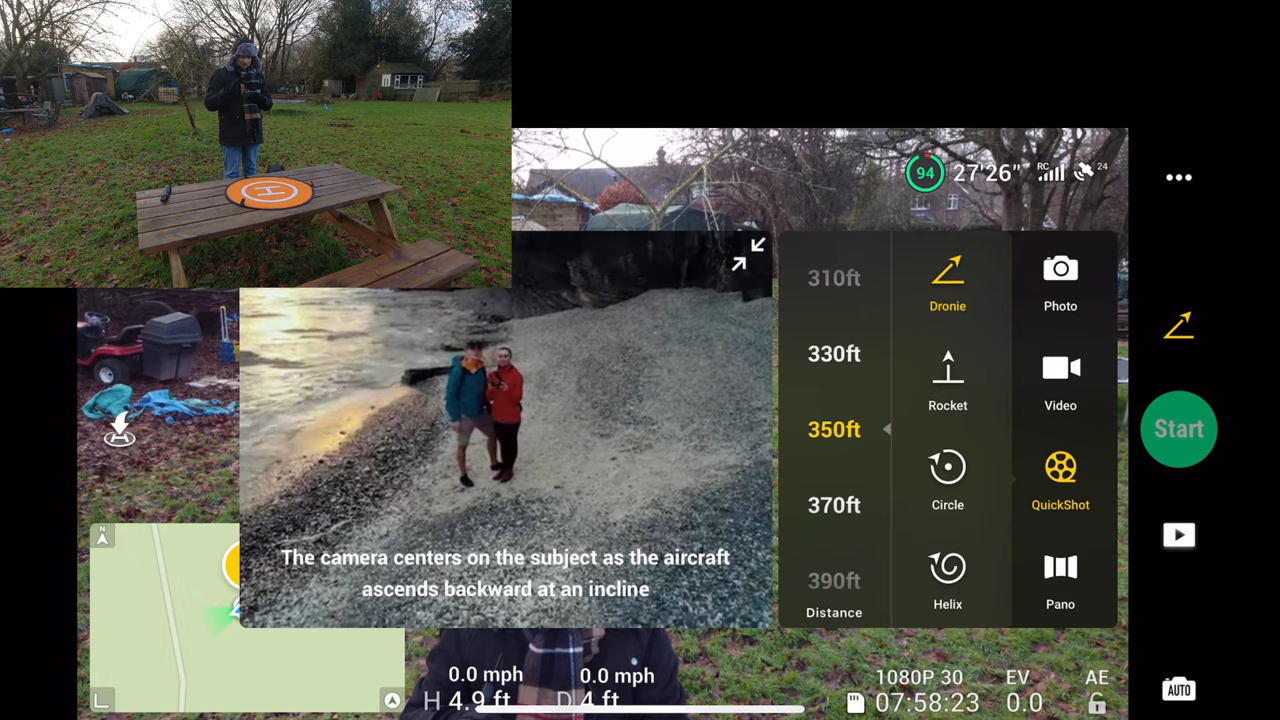 H
94
27'26"
RC
24
310ft
330ft
350ft
370ft
390ft
Distance
Dronie
Rocket
Circle
Helix
Photo
Video
QuickShot
Pano
Start
The camera centers on the subject as the aircraft
ascends backward at an incline
N
0.0 mph
0.0 mph
H 4.9 ft
D 4 ft
1080P 30
07:58:23
EV
0.0
AE
AUTO